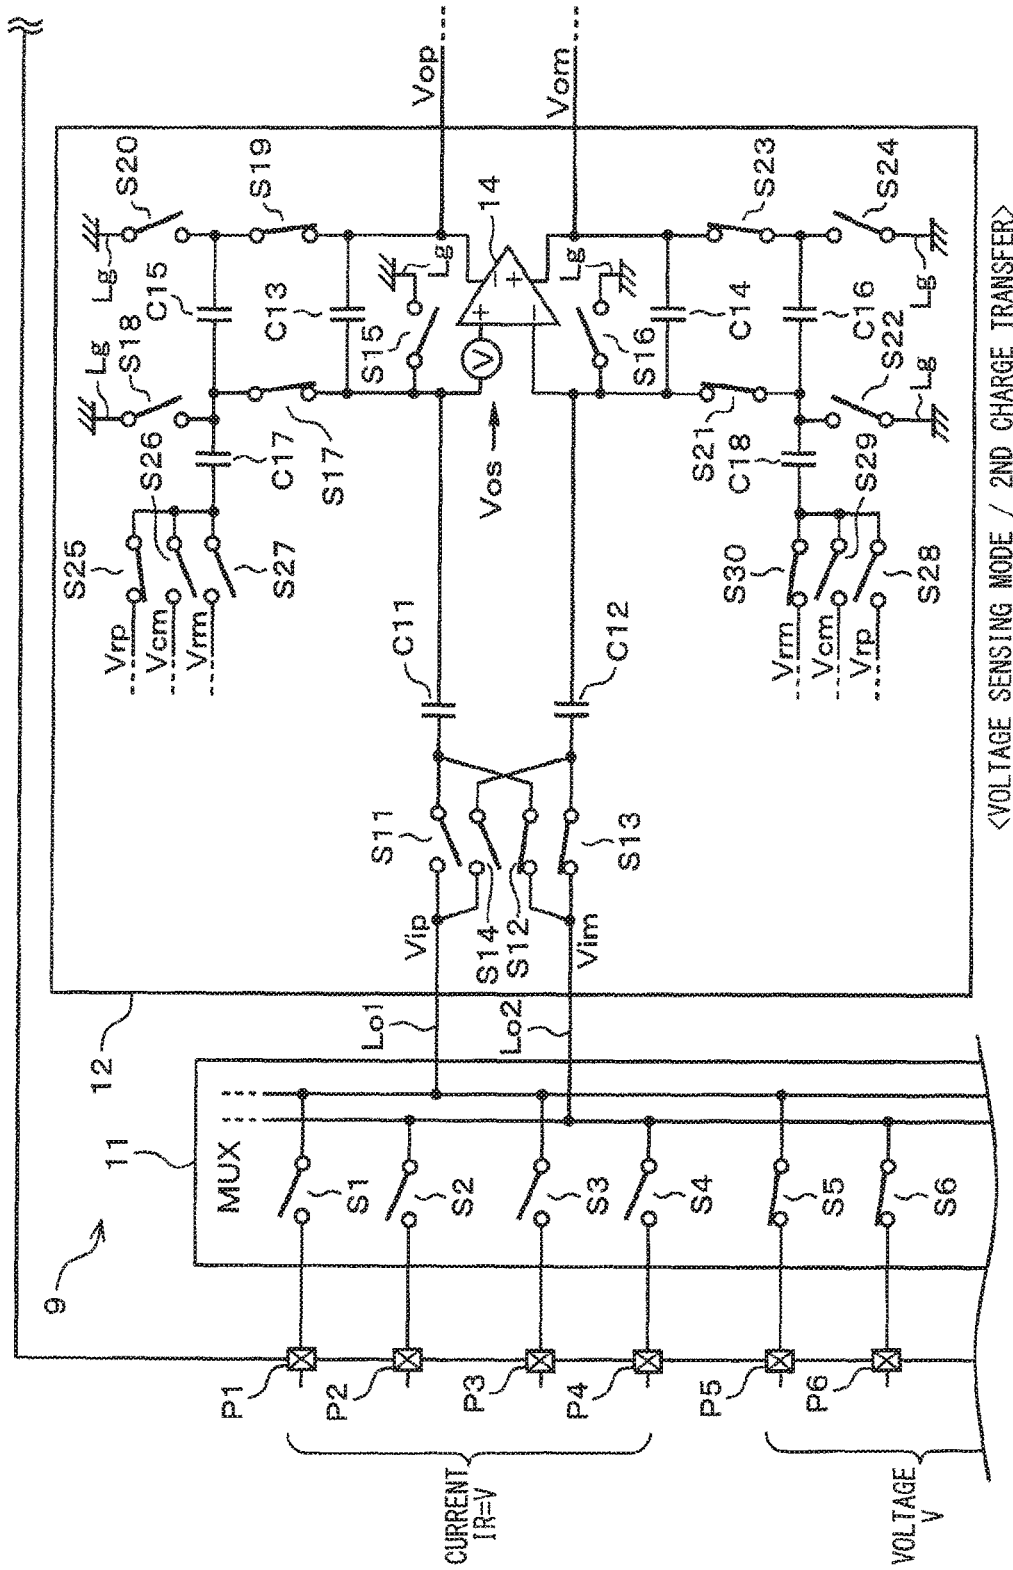 9
11
MUX
12
P1
P2
P3
P4
P5
P6
CURRENT
IR=V
VOLTAGE
V
S1
S2
S3
S4
S5
S6
Lo1
Lo2
Vip
Vim
S11
S14
S12
S13
C11
C12
Vos
V
S25
S26
S27
Vrp
Vcm
Vrm
C17
S17
Lg
S18
C15
C13
S15
Lg
S20
S19
Lg
14
+
−
−
+
Lg
S16
C14
C16
S21
C18
S22
Lg
S23
S24
Lg
S30
S29
S28
Vrm
Vcm
Vrp
Vop
Vom
<VOLTAGE SENSING MODE / 2ND CHARGE TRANSFER>